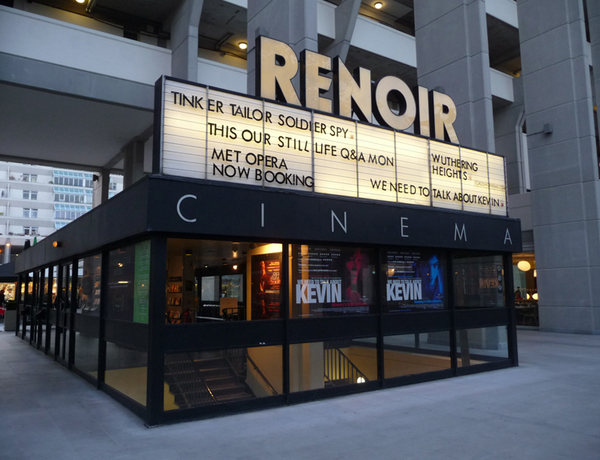 RENOIR
TINKER TAILOR SOLDIER SPY
THIS OUR STILL LIFE Q&A MON
MET OPERA
NOW BOOKING
WUTHERING
HEIGHTS
WE NEED TO TALK ABOUT KEVIN
CINEMA
KEVIN
KEVIN